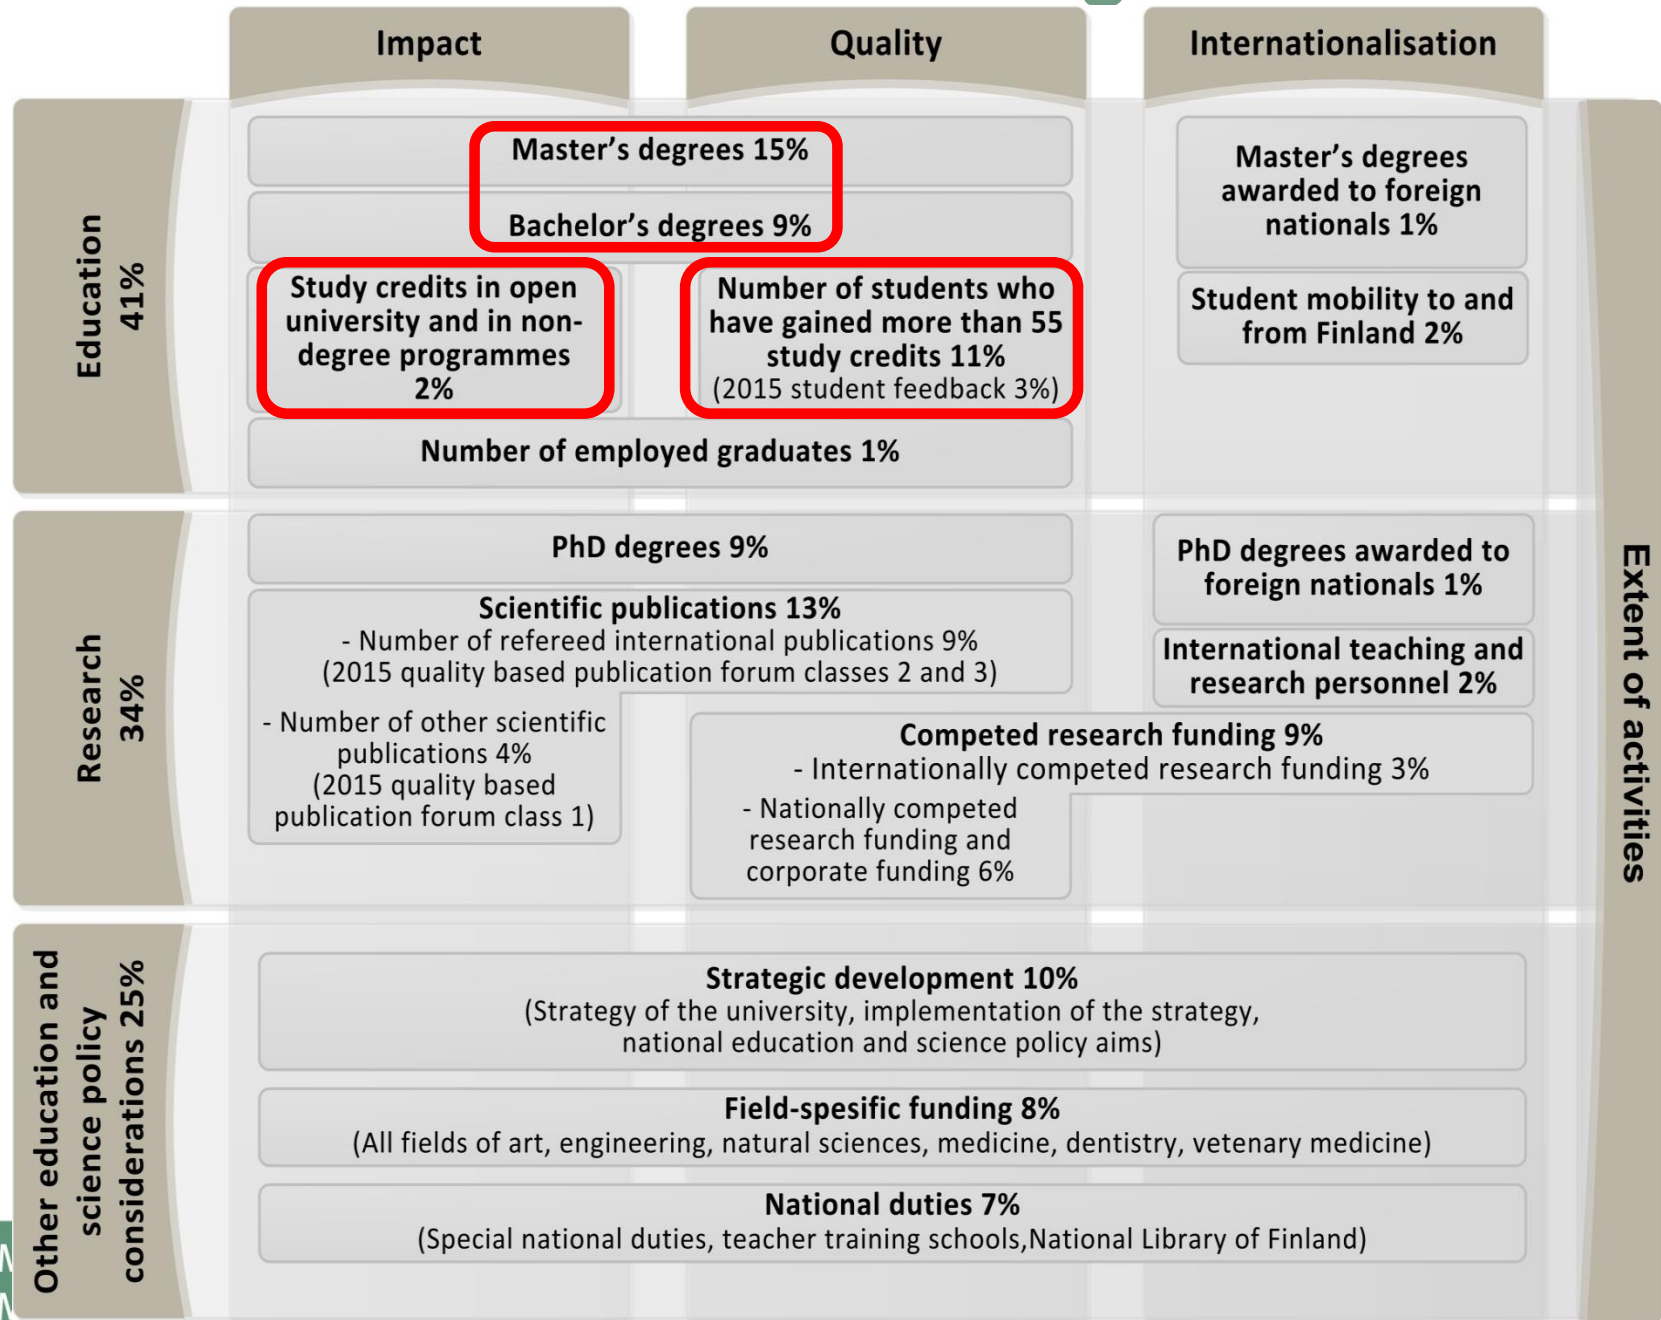 Impact
Quality
Internationalisation
Education
41%
Master's degrees 15%
Bachelor's degrees 9%
Study credits in open
university and in non-
degree programmes
2%
Number of students who
have gained more than 55
study credits 11%
(2015 student feedback 3%)
Number of employed graduates 1%
Master's degrees
awarded to foreign
nationals 1%
Student mobility to and
from Finland 2%
Research
34%
PhD degrees 9%
Scientific publications 13%
- Number of refereed international publications 9%
(2015 quality based publication forum classes 2 and 3)
- Number of other scientific
publications 4%
(2015 quality based
publication forum class 1)
PhD degrees awarded to
foreign nationals 1%
International teaching and
research personnel 2%
Competed research funding 9%
- Internationally competed research funding 3%
- Nationally competed
research funding and
corporate funding 6%
Other education and
science policy
considerations 25%
Strategic development 10%
(Strategy of the university, implementation of the strategy,
national education and science policy aims)
Field-spesific funding 8%
(All fields of art, engineering, natural sciences, medicine, dentistry, vetenary medicine)
National duties 7%
(Special national duties, teacher training schools,National Library of Finland)
Extent of activities